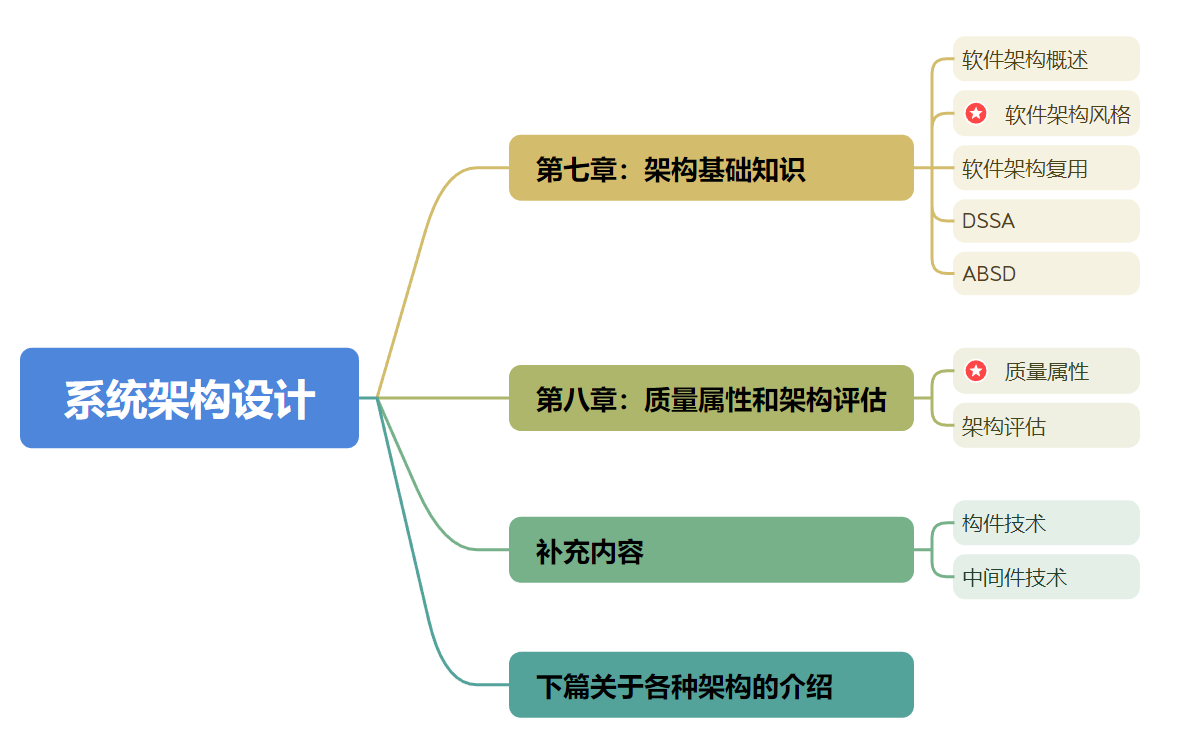 系统架构设计
第七章：架构基础知识
软件架构概述
软件架构风格
软件架构复用
DSSA
ABSD
第八章：质量属性和架构评估
质量属性
架构评估
补充内容
构件技术
中间件技术
下篇关于各种架构的介绍